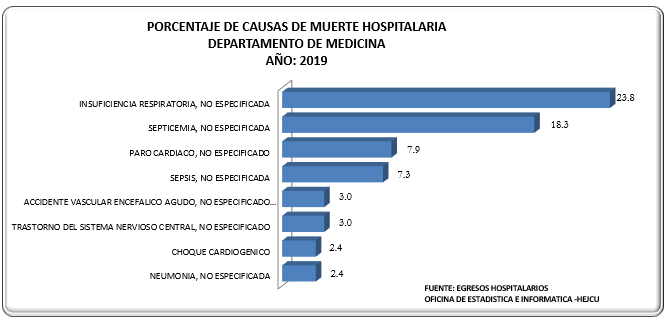 PORCENTAJE DE CAUSAS DE MUERTE HOSPITALARIA
DEPARTAMENTO DE MEDICINA
AÑO: 2019
INSUFICIENCIA RESPIRATORIA, NO ESPECIFICADA 23.8
SEPTICEMIA, NO ESPECIFICADA 18.3
PARO CARDIACO, NO ESPECIFICADO 7.9
SEPSIS, NO ESPECIFICADA 7.3
ACCIDENTE VASCULAR ENCEFALICO AGUDO, NO ESPECIFICADO... 3.0
TRASTORNO DEL SISTEMA NERVIOSO CENTRAL, NO ESPECIFICADO 3.0
CHOQUE CARDIOGENICO 2.4
NEUMONIA, NO ESPECIFICADA 2.4
FUENTE: EGRESOS HOSPITALARIOS
OFICINA DE ESTADISTICA E INFORMATICA -HEJCU